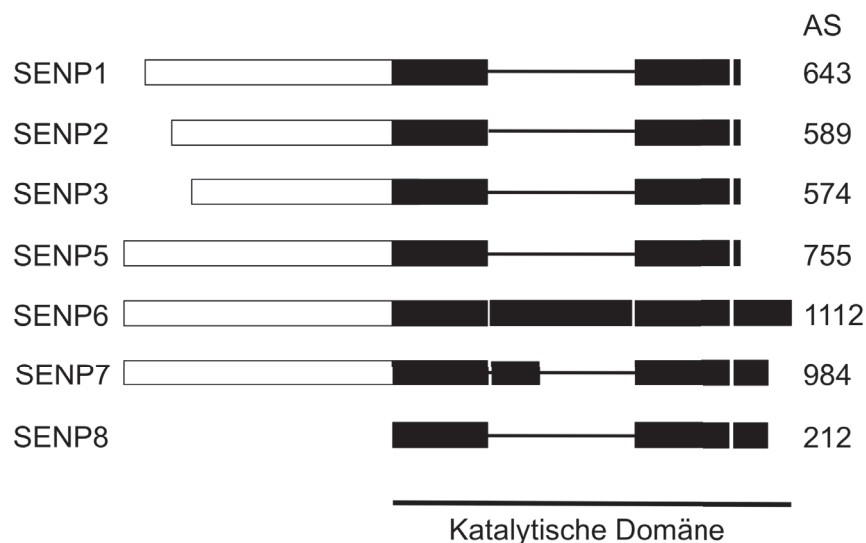 AS
SENP1 643
SENP2 589
SENP3 574
SENP5 755
SENP6 1112
SENP7 984
SENP8 212
Katalytische Domäne